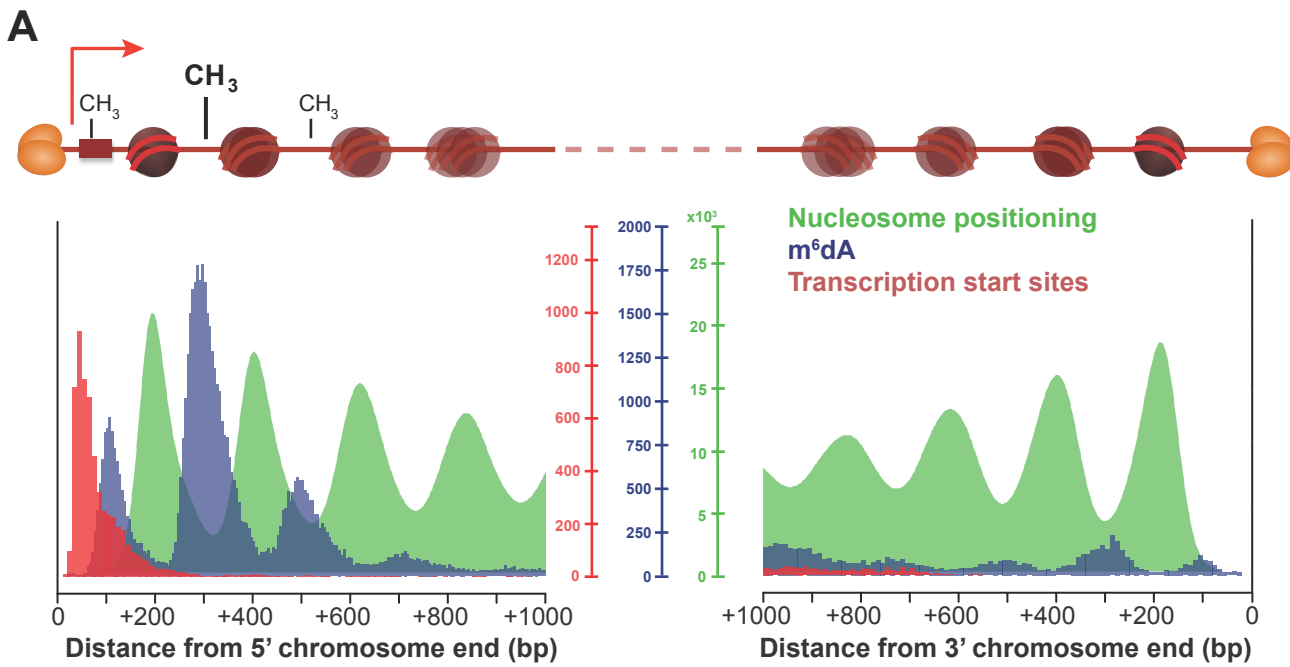 A
CH3
CH3
CH3
x10³
Nucleosome positioning
m⁶dA
Transcription start sites
1200
1000
800
600
400
200
0
2000
1750
1500
1250
1000
750
500
250
0
25
20
15
10
5
0
0 +200 +400 +600 +800 +1000
Distance from 5’ chromosome end (bp)
+1000 +800 +600 +400 +200 0
Distance from 3’ chromosome end (bp)